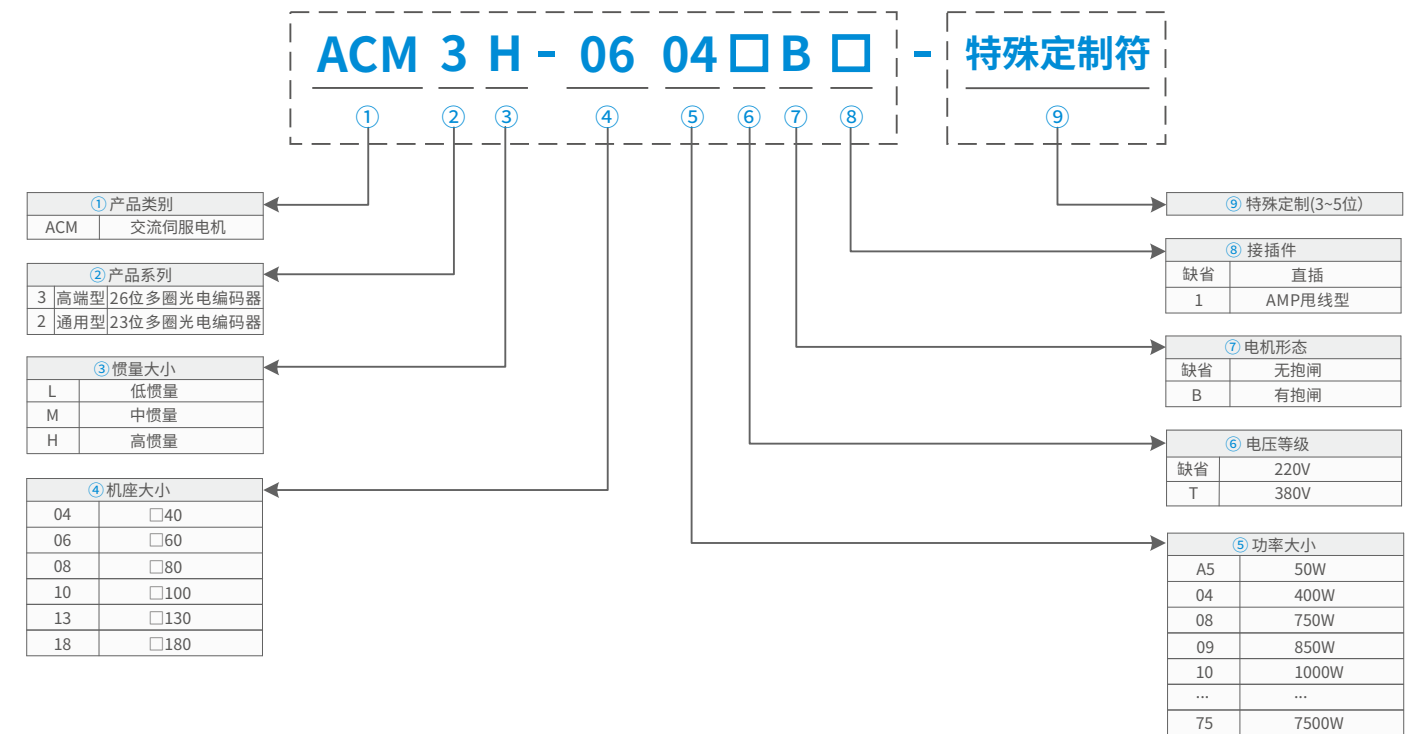 ACM 3 H - 06 04 □ B □ - 特殊定制符
① ② ③ ④ ⑤ ⑥ ⑦ ⑧ ⑨
① 产品类别
ACM 交流伺服电机
② 产品系列
3 高端型 26位多圈光电编码器
2 通用型 23位多圈光电编码器
③ 惯量大小
L 低惯量
M 中惯量
H 高惯量
④ 机座大小
04 □40
06 □60
08 □80
10 □100
13 □130
18 □180
⑨ 特殊定制(3~5位)
⑧ 接插件
缺省 直插
1 AMP甩线型
⑦ 电机形态
缺省 无抱闸
B 有抱闸
⑥ 电压等级
缺省 220V
T 380V
⑤ 功率大小
A5 50W
04 400W
08 750W
09 850W
10 1000W
... ...
75 7500W